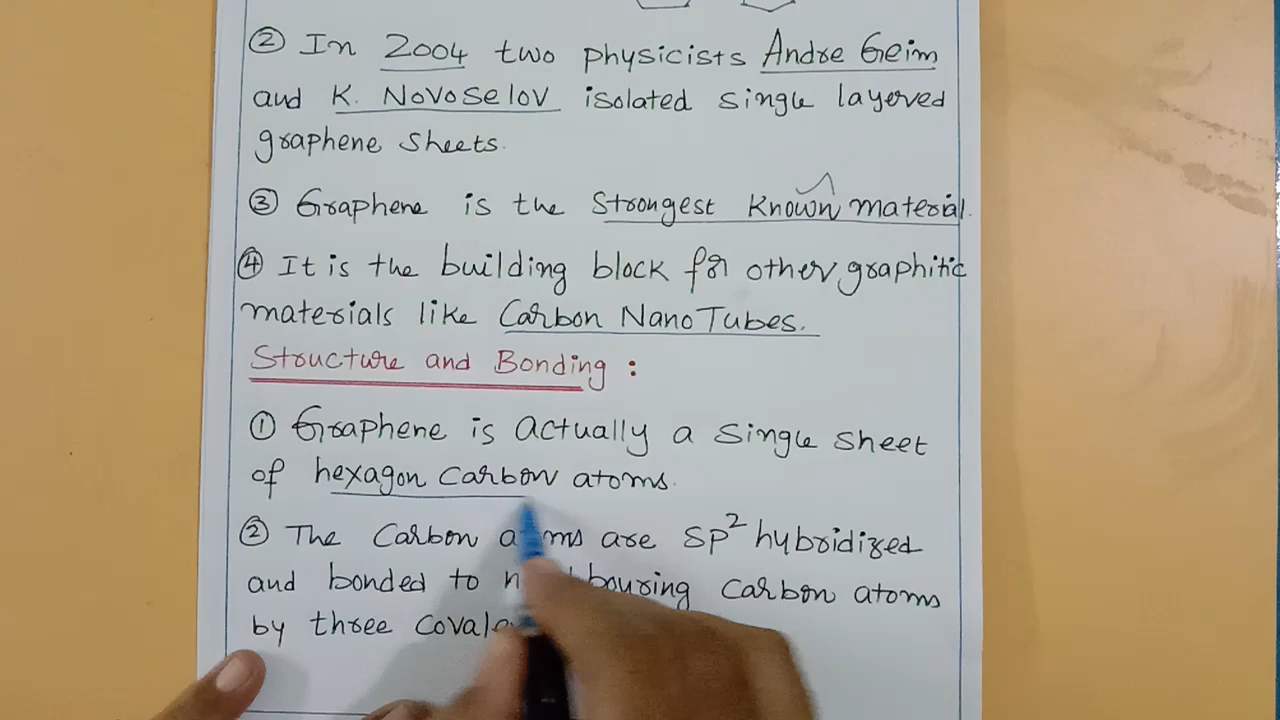 ② In 2004 two physicists Andre Geim
and K. Novoselov isolated single layered
graphene sheets.
③ Graphene is the strongest known material.
④ It is the building block for other graphitic
materials like Carbon NanoTubes.
Structure and Bonding :
① Graphene is actually a single sheet
of hexagon carbon atoms.
② The Carbon atoms are sp² hybridized
and bonded to carbon atoms
by three